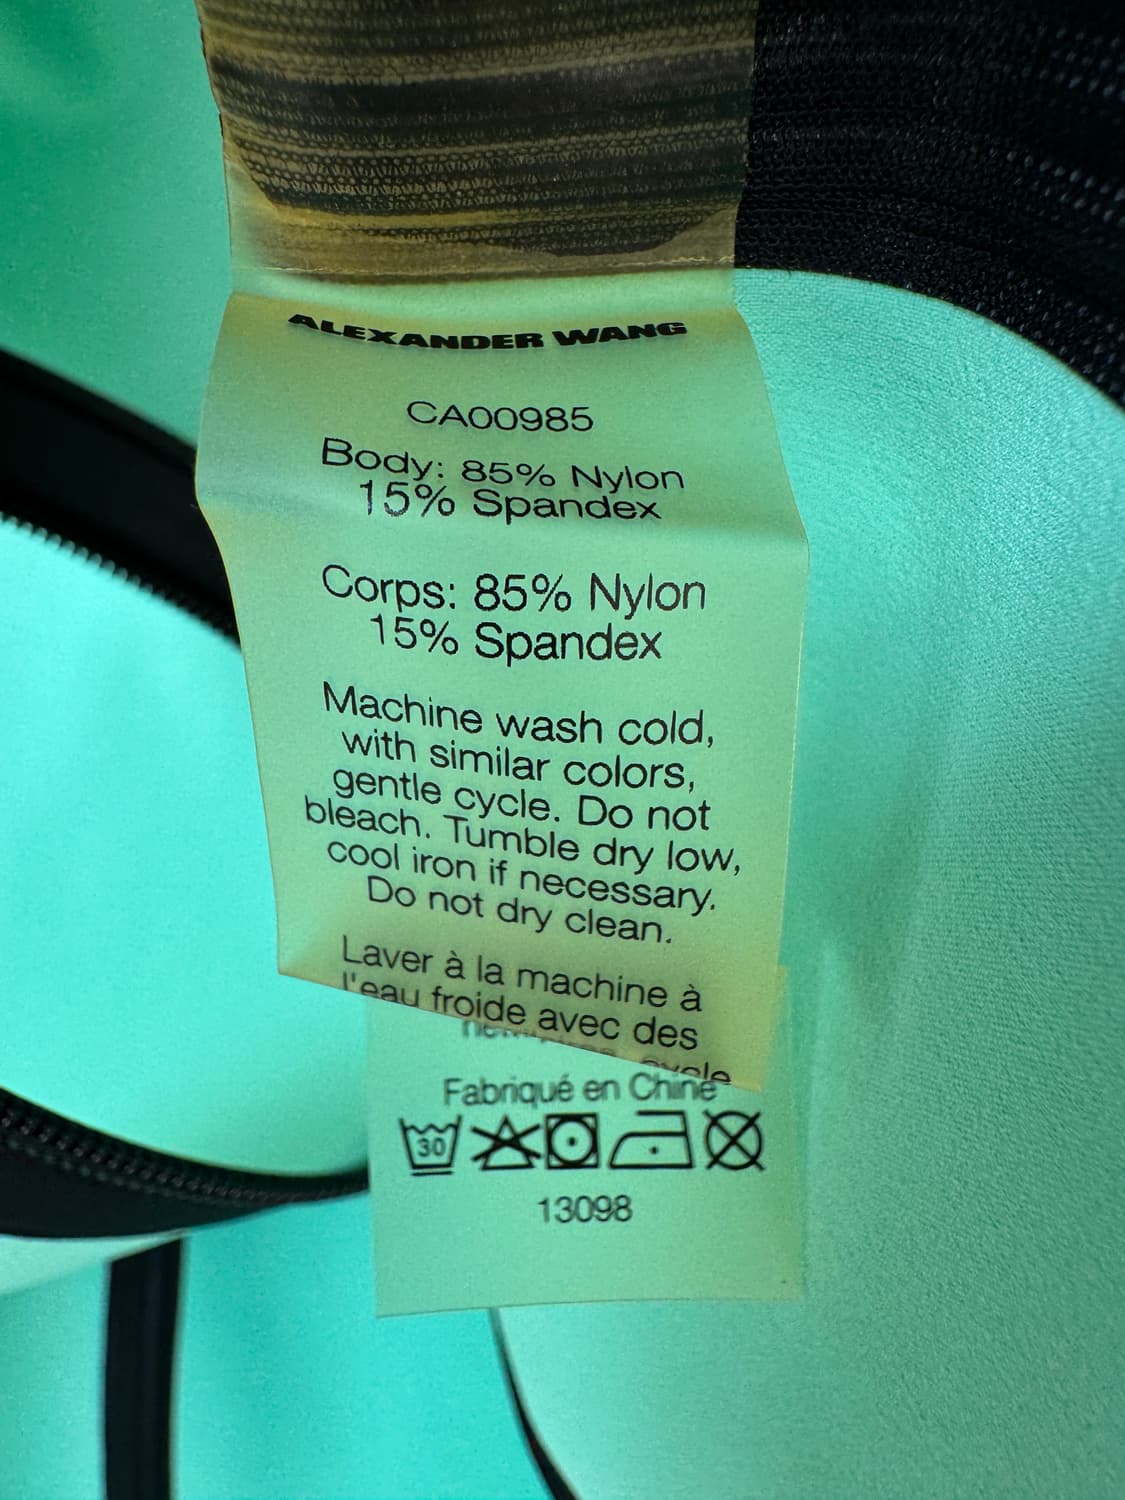 ALEXANDER WANG
CA00985
Body: 85% Nylon
15% Spandex
Corps: 85% Nylon
15% Spandex
Machine wash cold,
with similar colors,
gentle cycle. Do not
bleach. Tumble dry low,
cool iron if necessary.
Do not dry clean.
Laver à la machine à
l'eau froide avec des
cycle
Fabriqué en Chine
30
13098